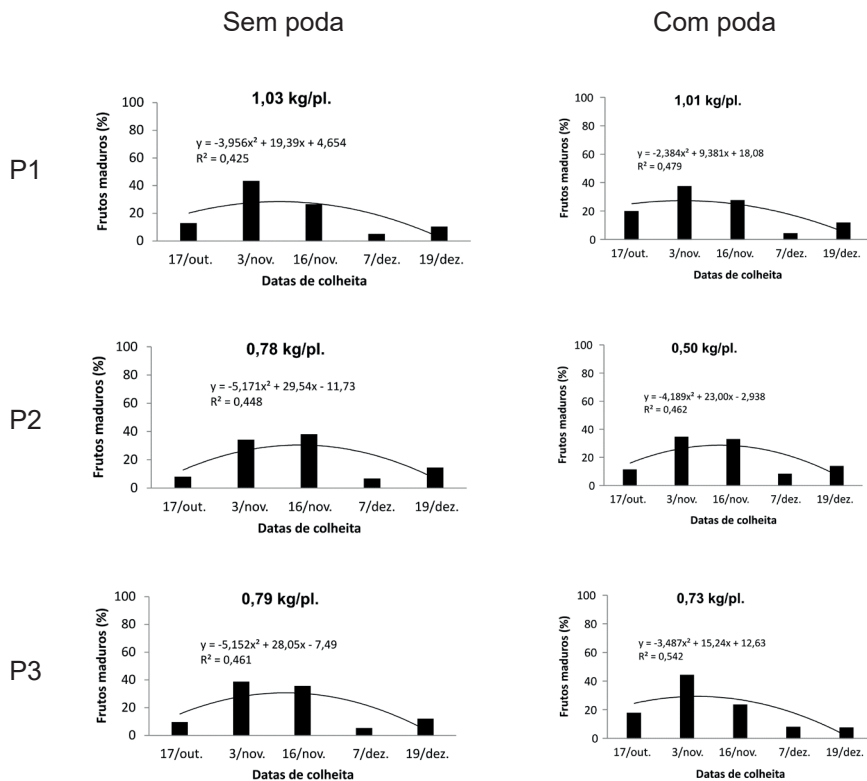 Sem poda
Com poda
P1
1,03 kg/pl.
Frutos maduros (%)
100
80
60
40
20
0
y = -3,956x² + 19,39x + 4,654
R² = 0,425
17/out. 3/nov. 16/nov. 7/dez. 19/dez.
Datas de colheita
1,01 kg/pl.
Frutos maduros (%)
100
80
60
40
20
0
y = -2,384x² + 9,381x + 18,08
R² = 0,479
17/out. 3/nov. 16/nov. 7/dez. 19/dez.
Datas de colheita
P2
0,78 kg/pl.
Frutos maduros (%)
100
80
60
40
20
0
y = -5,171x² + 29,54x - 11,73
R² = 0,448
17/out. 3/nov. 16/nov. 7/dez. 19/dez.
Datas de colheita
0,50 kg/pl.
Frutos maduros (%)
100
80
60
40
20
0
y = -4,189x² + 23,00x - 2,938
R² = 0,462
17/out. 3/nov. 16/nov. 7/dez. 19/dez.
Datas de colheita
P3
0,79 kg/pl.
Frutos maduros (%)
100
80
60
40
20
0
y = -5,152x² + 28,05x - 7,49
R² = 0,461
17/out. 3/nov. 16/nov. 7/dez. 19/dez.
Datas de colheita
0,73 kg/pl.
Frutos maduros (%)
100
80
60
40
20
0
y = -3,487x² + 15,24x + 12,63
R² = 0,542
17/out. 3/nov. 16/nov. 7/dez. 19/dez.
Datas de colheita